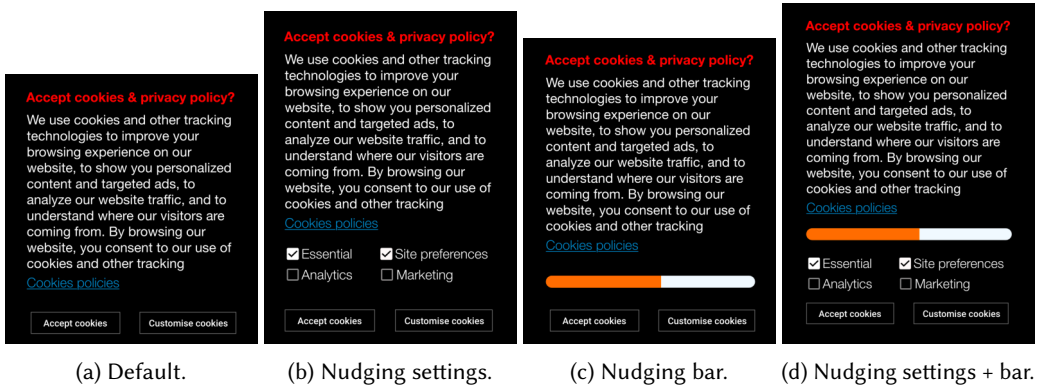 Accept cookies & privacy policy?
We use cookies and other tracking
technologies to improve your
browsing experience on our
website, to show you personalized
content and targeted ads, to
analyze our website traffic, and to
understand where our visitors are
coming from. By browsing our
website, you consent to our use of
cookies and other tracking
Cookies policies
Accept cookies
Customise cookies
(a) Default.
Accept cookies & privacy policy?
We use cookies and other tracking
technologies to improve your
browsing experience on our
website, to show you personalized
content and targeted ads, to
analyze our website traffic, and to
understand where our visitors are
coming from. By browsing our
website, you consent to our use of
cookies and other tracking
Cookies policies
Essential
Site preferences
Analytics
Marketing
Accept cookies
Customise cookies
(b) Nudging settings.
Accept cookies & privacy policy?
We use cookies and other tracking
technologies to improve your
browsing experience on our
website, to show you personalized
content and targeted ads, to
analyze our website traffic, and to
understand where our visitors are
coming from. By browsing our
website, you consent to our use of
cookies and other tracking
Cookies policies
Accept cookies
Customise cookies
(c) Nudging bar.
Accept cookies & privacy policy?
We use cookies and other tracking
technologies to improve your
browsing experience on our
website, to show you personalized
content and targeted ads, to
analyze our website traffic, and to
understand where our visitors are
coming from. By browsing our
website, you consent to our use of
cookies and other tracking
Cookies policies
Essential
Site preferences
Analytics
Marketing
Accept cookies
Customise cookies
(d) Nudging settings + bar.